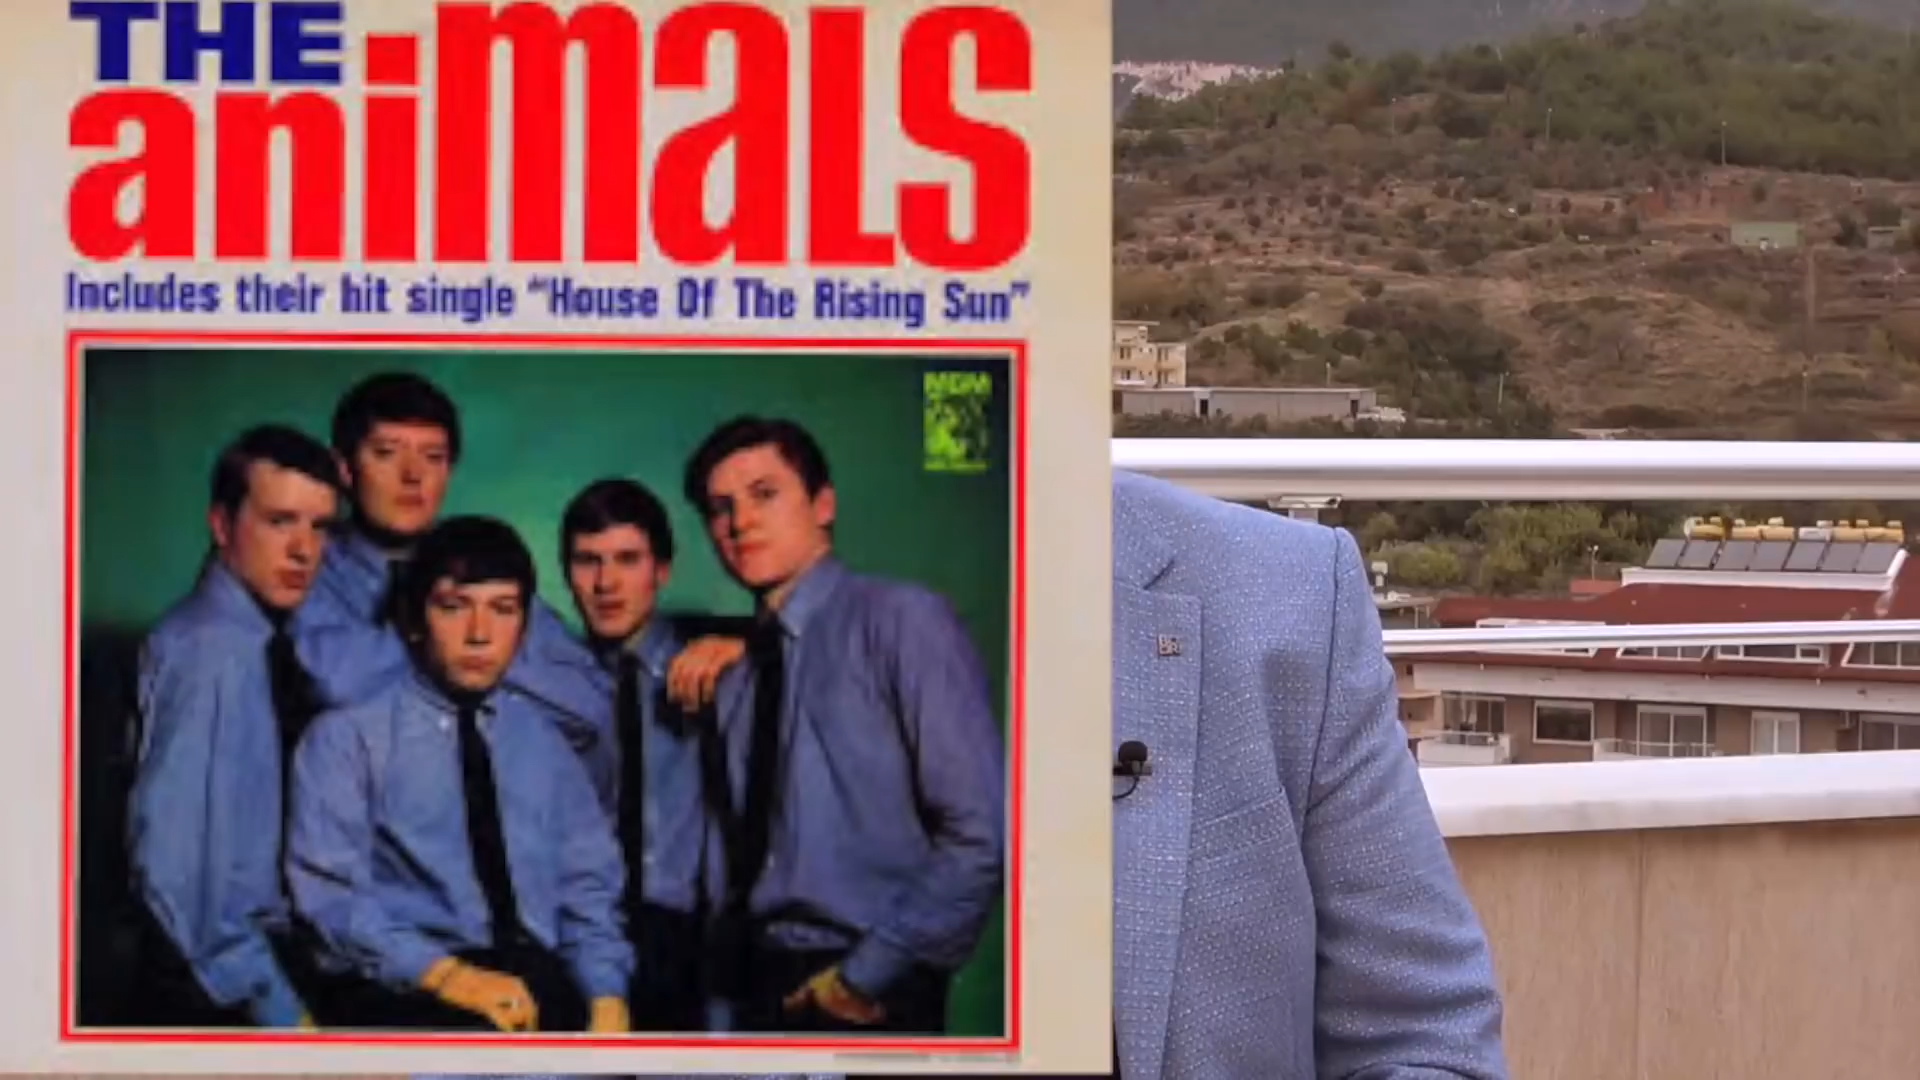 THE
animals
Includes their hit single "House Of The Rising Sun"
MGM